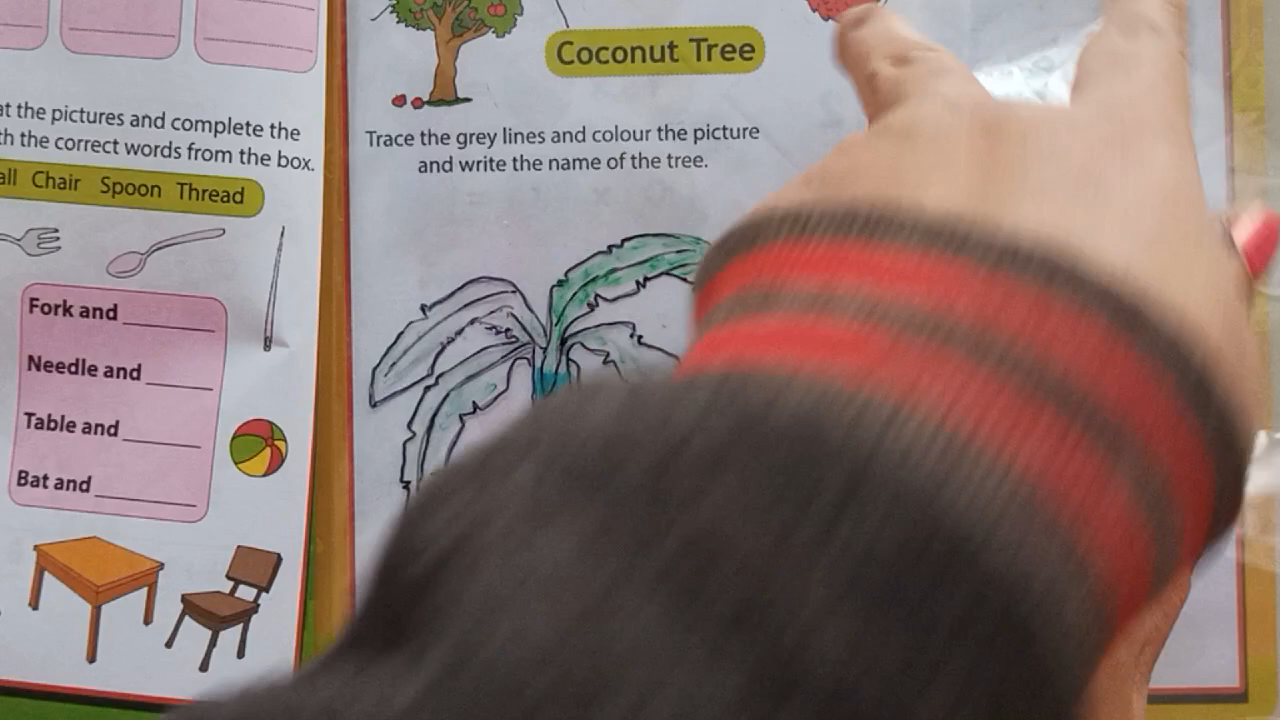 at the pictures and complete the
the correct words from the box.
Chair Spoon Thread
Fork and
Needle and
Table and
Bat and
Coconut Tree
Trace the grey lines and colour the picture
and write the name of the tree.